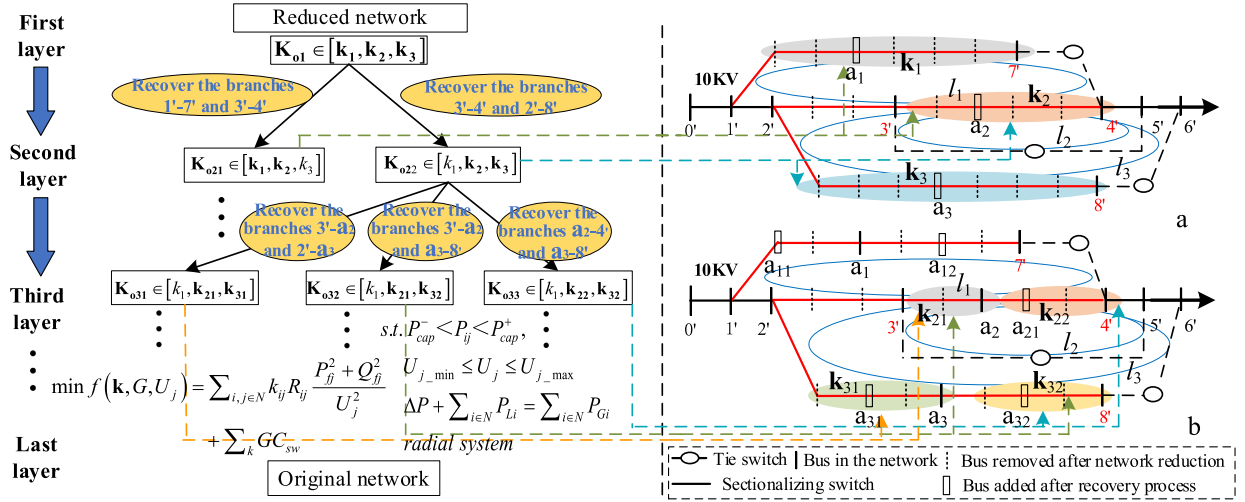 First
layer
Second
layer
Third
layer
Last
layer
Reduced network
K_o1 ∈ [k_1, k_2, k_3]
Recover the branches
1'-7' and 3'-4'
Recover the branches
3'-4' and 2'-8'
K_o21 ∈ [k_1, k_2, k_3]
K_o22 ∈ [k_1, k_2, k_3]
Recover the
branches 3'-a_2
and 2'-a_3
Recover the
branches 3'-a_2
and a_3-8'
Recover the
branches a_2-4'
and a_3-8'
K_o31 ∈ [k_1, k_21, k_31]
K_o32 ∈ [k_1, k_21, k_32]
K_o33 ∈ [k_1, k_22, k_32]
s.t. P_cap^- < P_ij < P_cap^+,
min f(k, G, U_j) = ∑_{i,j∈N} k_ij R_ij (P_fj^2 + Q_fj^2) / U_j^2
+ ∑_k GC_sw
U_j_min ≤ U_j ≤ U_j_max
ΔP + ∑_{i∈N} P_Li = ∑_{i∈N} P_Gi
radial system
Original network
10KV
a_1
k_1
7'
l_1
k_2
0'
1'
2'
3'
a_2
4'
5'
6'
l_2
k_3
l_3
a_3
8'
a
10KV
a_11
a_1
a_12
7'
l_1
0'
1'
2'
3'
k_21
a_2
a_21
k_22
4'
5'
6'
l_2
l_3
k_31
k_32
a_31
a_3
a_32
8'
b
Tie switch
Bus in the network
Bus removed after network reduction
Sectionalizing switch
Bus added after recovery process